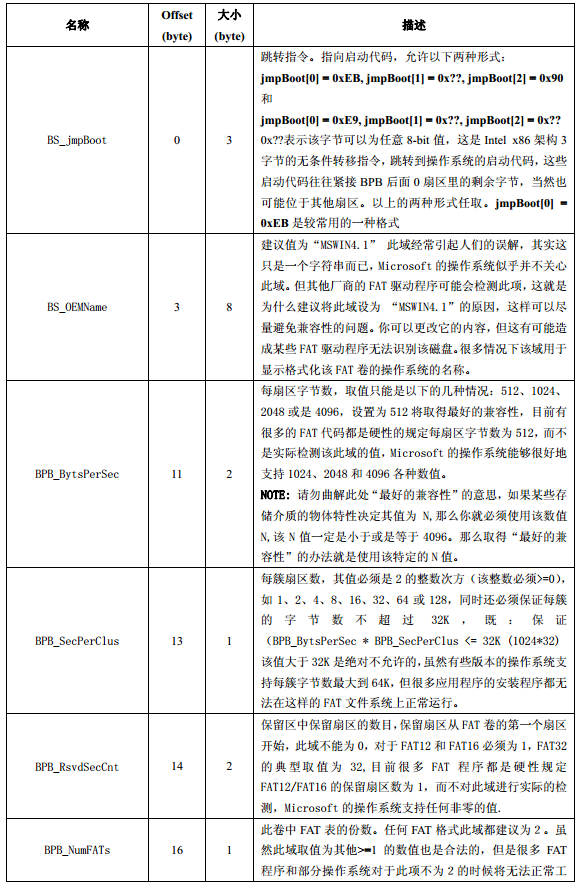 名称 Offset (byte) 大小 (byte) 描述
BS_jmpBoot 0 3
跳转指令。指向启动代码，允许以下两种形式：
jmpBoot[0] = 0xEB, jmpBoot[1] = 0x??, jmpBoot[2] = 0x90
和
jmpBoot[0] = 0xE9, jmpBoot[1] = 0x??, jmpBoot[2] = 0x??
0x??表示该字节可以为任意 8-bit 值，这是 Intel x86 架构 3
字节的无条件转移指令，跳转到操作系统的启动代码，这些
启动代码往往紧接 BPB 后面 0 扇区里的剩余字节，当然也
可能位于其他扇区。以上的两种形式任取。jmpBoot[0] =
0xEB 是较常用的一种格式
BS_OEMName 3 8
建议值为“MSWIN4.1” 此域经常引起人们的误解，其实这
只是一个字符串而已，Microsoft 的操作系统似乎并不关心
此域。但其他厂商的 FAT 驱动程序可能会检测此项，这就是
为什么建议将此域设为 “MSWIN4.1”的原因，这样可以尽
量避免兼容性的问题。你可以更改它的内容，但这有可能造
成某些 FAT 驱动程序无法识别该磁盘。很多情况下该域用于
显示格式化该 FAT 卷的操作系统的名称。
BPB_BytsPerSec 11 2
每扇区字节数，取值只能是以下的几种情况：512、1024、
2048 或是 4096，设置为 512 将取得最好的兼容性，目前有
很多的 FAT 代码都是硬性的规定每扇区字节数为 512，而不
是实际检测该此域的值，Microsoft 的操作系统能够很好地
支持 1024、2048 和 4096 各种数值。
NOTE: 请勿曲解此处“最好的兼容性”的意思，如果某些存
储介质的物体特性决定其值为 N,那么你就必须使用该数值
N,该 N 值一定是小于或是等于 4096。那么取得“最好的兼
容性”的办法就是使用该特定的 N 值。
BPB_SecPerClus 13 1
每簇扇区数，其值必须是 2 的整数次方（该整数必须>=0），
如 1、2、4、8、16、32、64 或 128，同时还必须保证每簇
的字节数不超过 32K，既：保证
（BPB_BytsPerSec * BPB_SecPerClus <= 32K (1024*32)
该值大于 32K 是绝对不允许的，虽然有些版本的操作系统支
持每簇字节数最大到 64K，但很多应用程序的安装程序都无
法在这样的 FAT 文件系统上正常运行。
BPB_RsvdSecCnt 14 2
保留区中保留扇区的数目，保留扇区从 FAT 卷的第一个扇区
开始，此域不能为 0，对于 FAT12 和 FAT16 必须为 1，FAT32
的典型取值为 32,目前很多 FAT 程序都是硬性规定
FAT12/FAT16 的保留扇区数为 1，而不对此域进行实际的检
测，Microsoft 的操作系统支持任何非零的值.
BPB_NumFATs 16 1
此卷中 FAT 表的份数。任何 FAT 格式此域都建议为 2 。虽
然此域取值为其他>=1 的数值也是合法的，但是很多 FAT
程序和部分操作系统对于此项不为 2 的时候将无法正常工